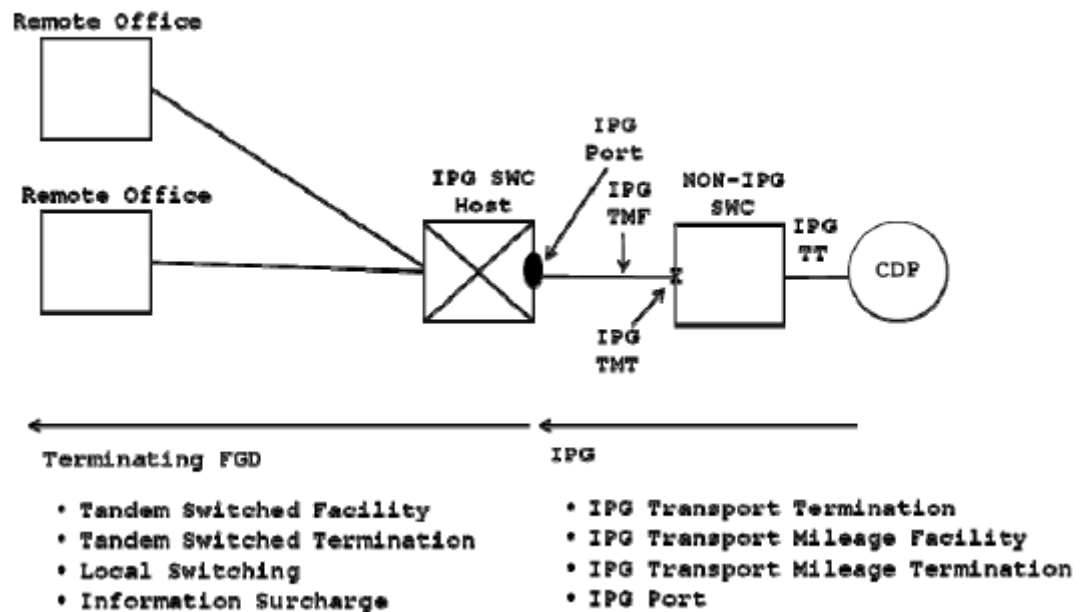 Remote Office
Remote Office
IPG SWC
Host
IPG
Port
IPG
TMF
IPG
TMT
NON-IPG
SWC
IPG
TT
CDP
Terminating FGD
• Tandem Switched Facility
• Tandem Switched Termination
• Local Switching
• Information Surcharge
IPG
• IPG Transport Termination
• IPG Transport Mileage Facility
• IPG Transport Mileage Termination
• IPG Port